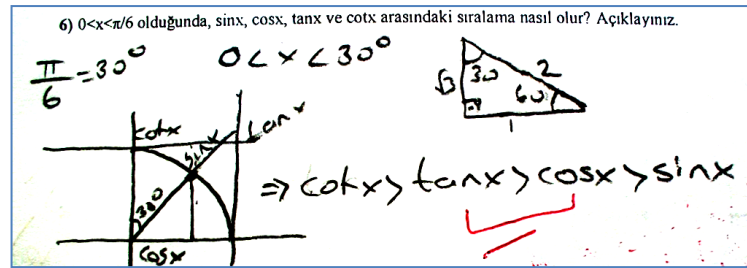 6) 0<x<π/6 olduğunda, sinx, cosx, tanx ve cotx arasındaki sıralama nasıl olur? Açıklayınız.
π/6 = 30° 0 < x < 30°
√3 30 2 60 1
cotx sinx tanx
30°
cosx
⇒ cotx > tanx > cosx > sinx